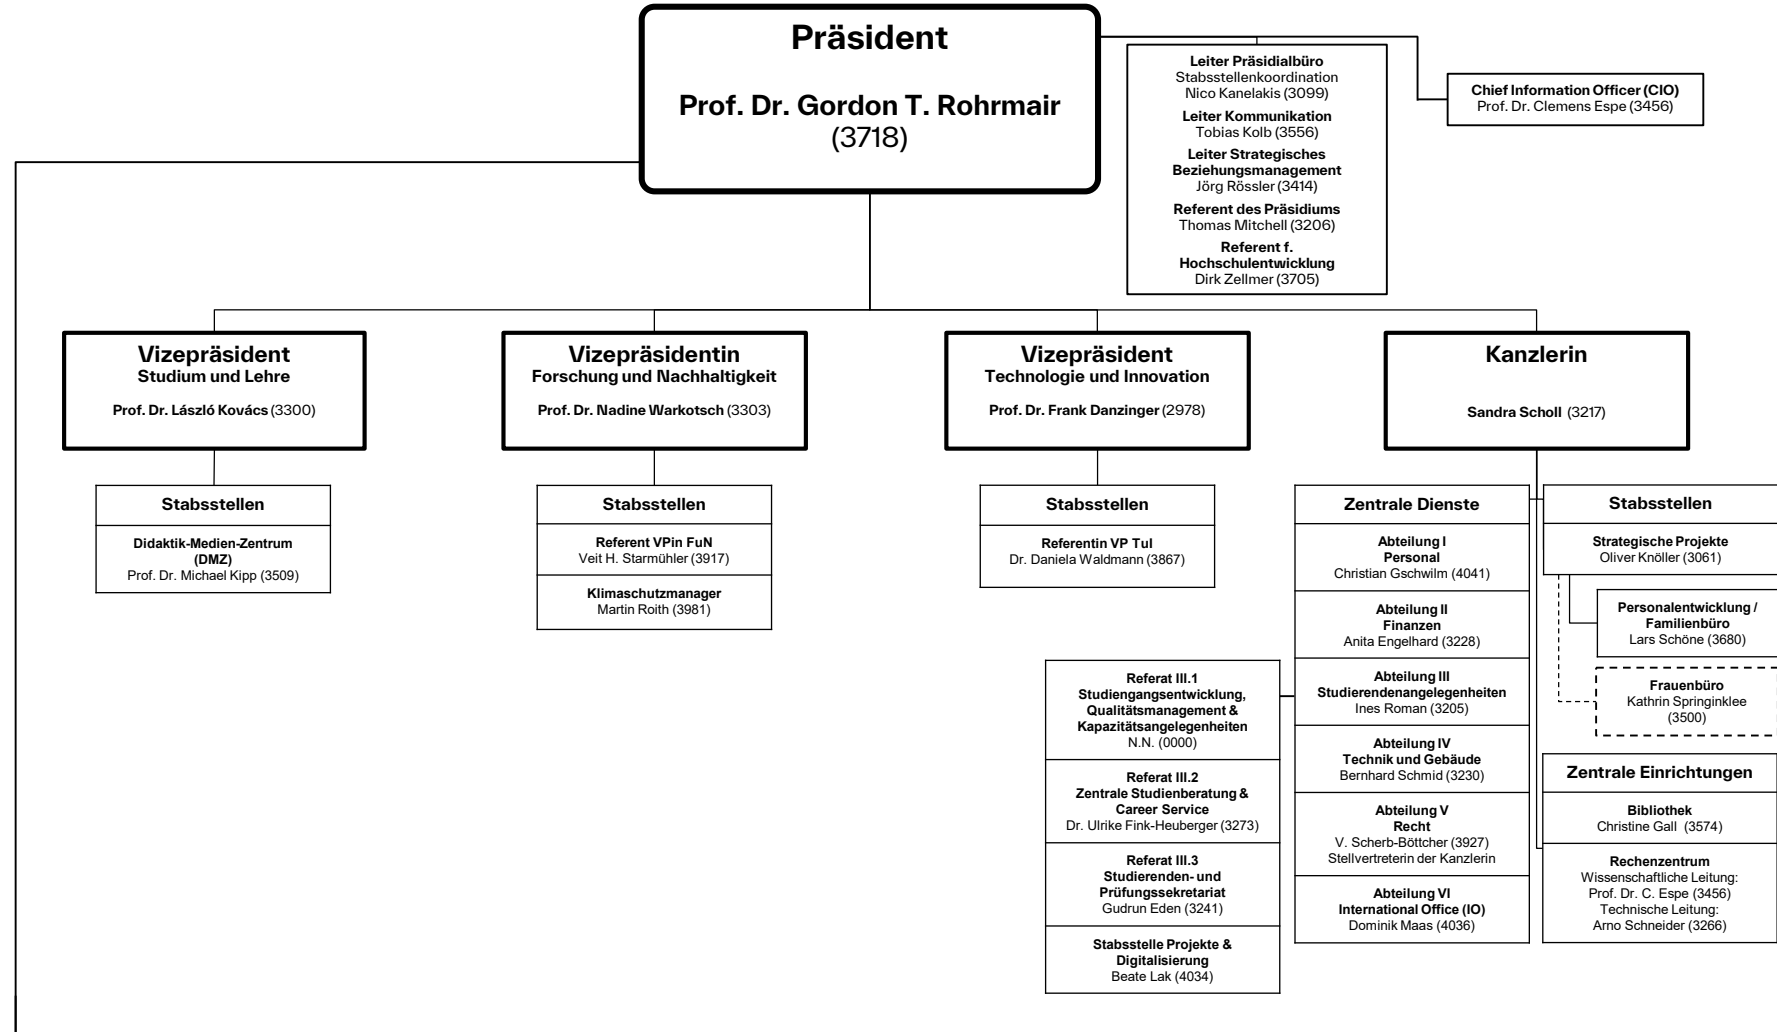 Präsident
Prof. Dr. Gordon T. Rohrmair
(3718)
Leiter Präsidialbüro
Stabsstellenkoordination
Nico Kanelakis (3099)
Leiter Kommunikation
Tobias Kolb (3556)
Leiter Strategisches
Beziehungsmanagement
Jörg Rössler (3414)
Referent des Präsidiums
Thomas Mitchell (3206)
Referent f.
Hochschulentwicklung
Dirk Zellmer (3705)
Chief Information Officer (CIO)
Prof. Dr. Clemens Espe (3456)
Vizepräsident
Studium und Lehre
Prof. Dr. László Kovács (3300)
Vizepräsidentin
Forschung und Nachhaltigkeit
Prof. Dr. Nadine Warkotsch (3303)
Vizepräsident
Technologie und Innovation
Prof. Dr. Frank Danzinger (2978)
Kanzlerin
Sandra Scholl (3217)
Stabsstellen
Didaktik-Medien-Zentrum
(DMZ)
Prof. Dr. Michael Kipp (3509)
Stabsstellen
Referent VPin FuN
Veit H. Starmühler (3917)
Klimaschutzmanager
Martin Roith (3981)
Stabsstellen
Referentin VP TuI
Dr. Daniela Waldmann (3867)
Referat III.1
Studiengangsentwicklung,
Qualitätsmanagement &
Kapazitätsangelegenheiten
N.N. (0000)
Referat III.2
Zentrale Studienberatung &
Career Service
Dr. Ulrike Fink-Heuberger (3273)
Referat III.3
Studierenden- und
Prüfungssekretariat
Gudrun Eden (3241)
Stabsstelle Projekte &
Digitalisierung
Beate Lak (4034)
Zentrale Dienste
Abteilung I
Personal
Christian Gschwilm (4041)
Abteilung II
Finanzen
Anita Engelhard (3228)
Abteilung III
Studierendenangelegenheiten
Ines Roman (3205)
Abteilung IV
Technik und Gebäude
Bernhard Schmid (3230)
Abteilung V
Recht
V. Scherb-Böttcher (3927)
Stellvertreterin der Kanzlerin
Abteilung VI
International Office (IO)
Dominik Maas (4036)
Stabsstellen
Strategische Projekte
Oliver Knöller (3061)
Personalentwicklung /
Familienbüro
Lars Schöne (3680)
Frauenbüro
Kathrin Springinklee
(3500)
Zentrale Einrichtungen
Bibliothek
Christine Gall (3574)
Rechenzentrum
Wissenschaftliche Leitung:
Prof. Dr. C. Espe (3456)
Technische Leitung:
Arno Schneider (3266)